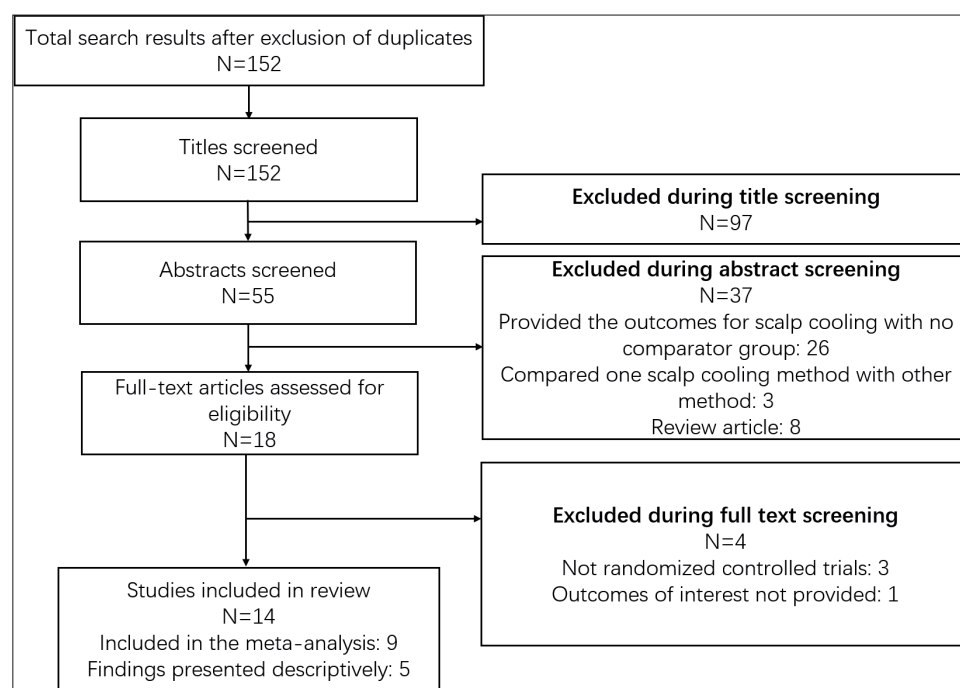 Total search results after exclusion of duplicates
N=152
Titles screened
N=152
Excluded during title screening
N=97
Abstracts screened
N=55
Excluded during abstract screening
N=37
Provided the outcomes for scalp cooling with no
comparator group: 26
Compared one scalp cooling method with other
method: 3
Review article: 8
Full-text articles assessed for
eligibility
N=18
Excluded during full text screening
N=4
Not randomized controlled trials: 3
Outcomes of interest not provided: 1
Studies included in review
N=14
Included in the meta-analysis: 9
Findings presented descriptively: 5